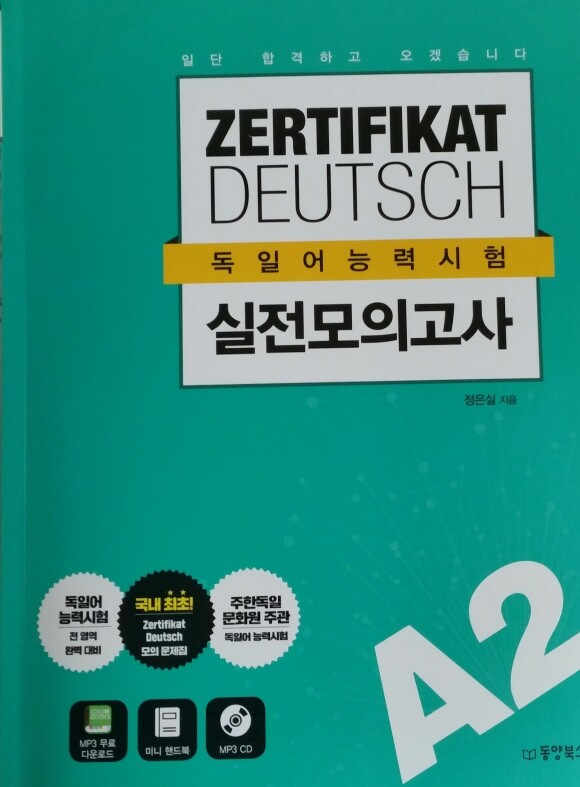 일단 합격하고 오겠습니다
ZERTIFIKAT
DEUTSCH
독일어능력시험
실전모의고사
정은실 지음
독일어
능력시험
전 영역
완벽 대비
국내 최초!
Zertifikat
Deutsch
모의 문제집
주한독일
문화원 주관
독일어 능력시험
A2
MP3 무료
다운로드
미니 핸드북
MP3 CD
동양북스